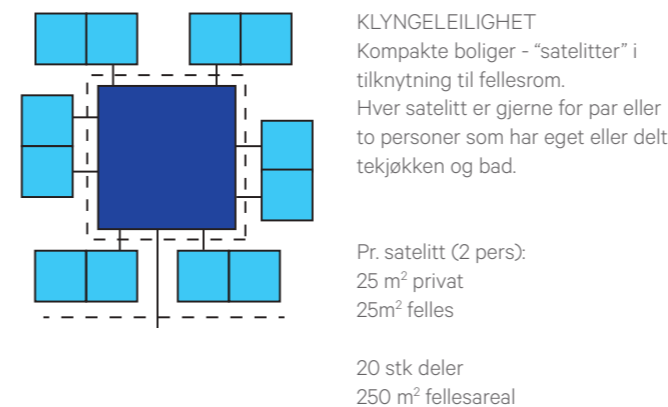 KLYNGELEILIGHET
Kompakte boliger - “satelitter” i
tilknytning til fellesrom.
Hver satelitt er gjerne for par eller
to personer som har eget eller delt
tekjøkken og bad.
Pr. satelitt (2 pers):
25 m² privat
25m² felles
20 stk deler
250 m² fellesareal